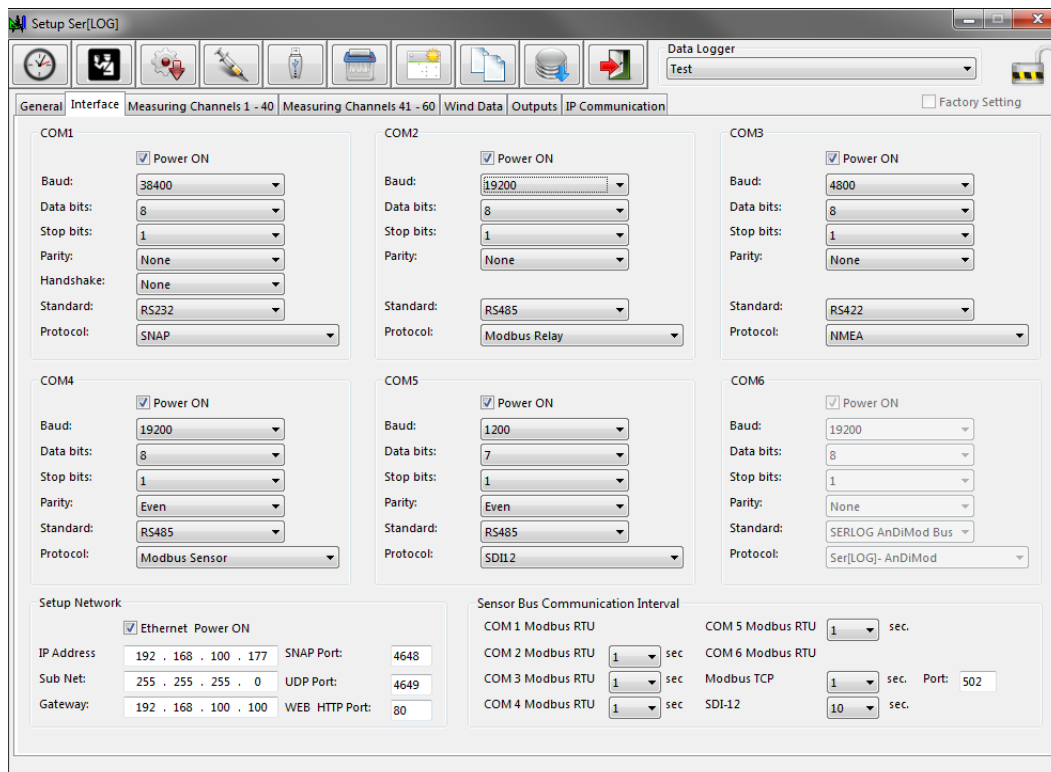 Setup Ser[LOG]
Data Logger
Test
General Interface Measuring Channels 1 - 40 Measuring Channels 41 - 60 Wind Data Outputs IP Communication Factory Setting
COM1
Power ON
Baud: 38400
Data bits: 8
Stop bits: 1
Parity: None
Handshake: None
Standard: RS232
Protocol: SNAP
COM2
Power ON
Baud: 19200
Data bits: 8
Stop bits: 1
Parity: None
Standard: RS485
Protocol: Modbus Relay
COM3
Power ON
Baud: 4800
Data bits: 8
Stop bits: 1
Parity: None
Standard: RS422
Protocol: NMEA
COM4
Power ON
Baud: 19200
Data bits: 8
Stop bits: 1
Parity: Even
Standard: RS485
Protocol: Modbus Sensor
COM5
Power ON
Baud: 1200
Data bits: 7
Stop bits: 1
Parity: Even
Standard: RS485
Protocol: SDI12
COM6
Power ON
Baud: 19200
Data bits: 8
Stop bits: 1
Parity: None
Standard: SERLOG AnDiMod Bus
Protocol: Ser[LOG]- AnDiMod
Setup Network
Ethernet Power ON
IP Address 192 . 168 . 100 . 177 SNAP Port: 4648
Sub Net: 255 . 255 . 255 . 0 UDP Port: 4649
Gateway: 192 . 168 . 100 . 100 WEB HTTP Port: 80
Sensor Bus Communication Interval
COM 1 Modbus RTU COM 5 Modbus RTU 1 sec.
COM 2 Modbus RTU 1 sec COM 6 Modbus RTU
COM 3 Modbus RTU 1 sec Modbus TCP 1 sec. Port: 502
COM 4 Modbus RTU 1 sec SDI-12 10 sec.